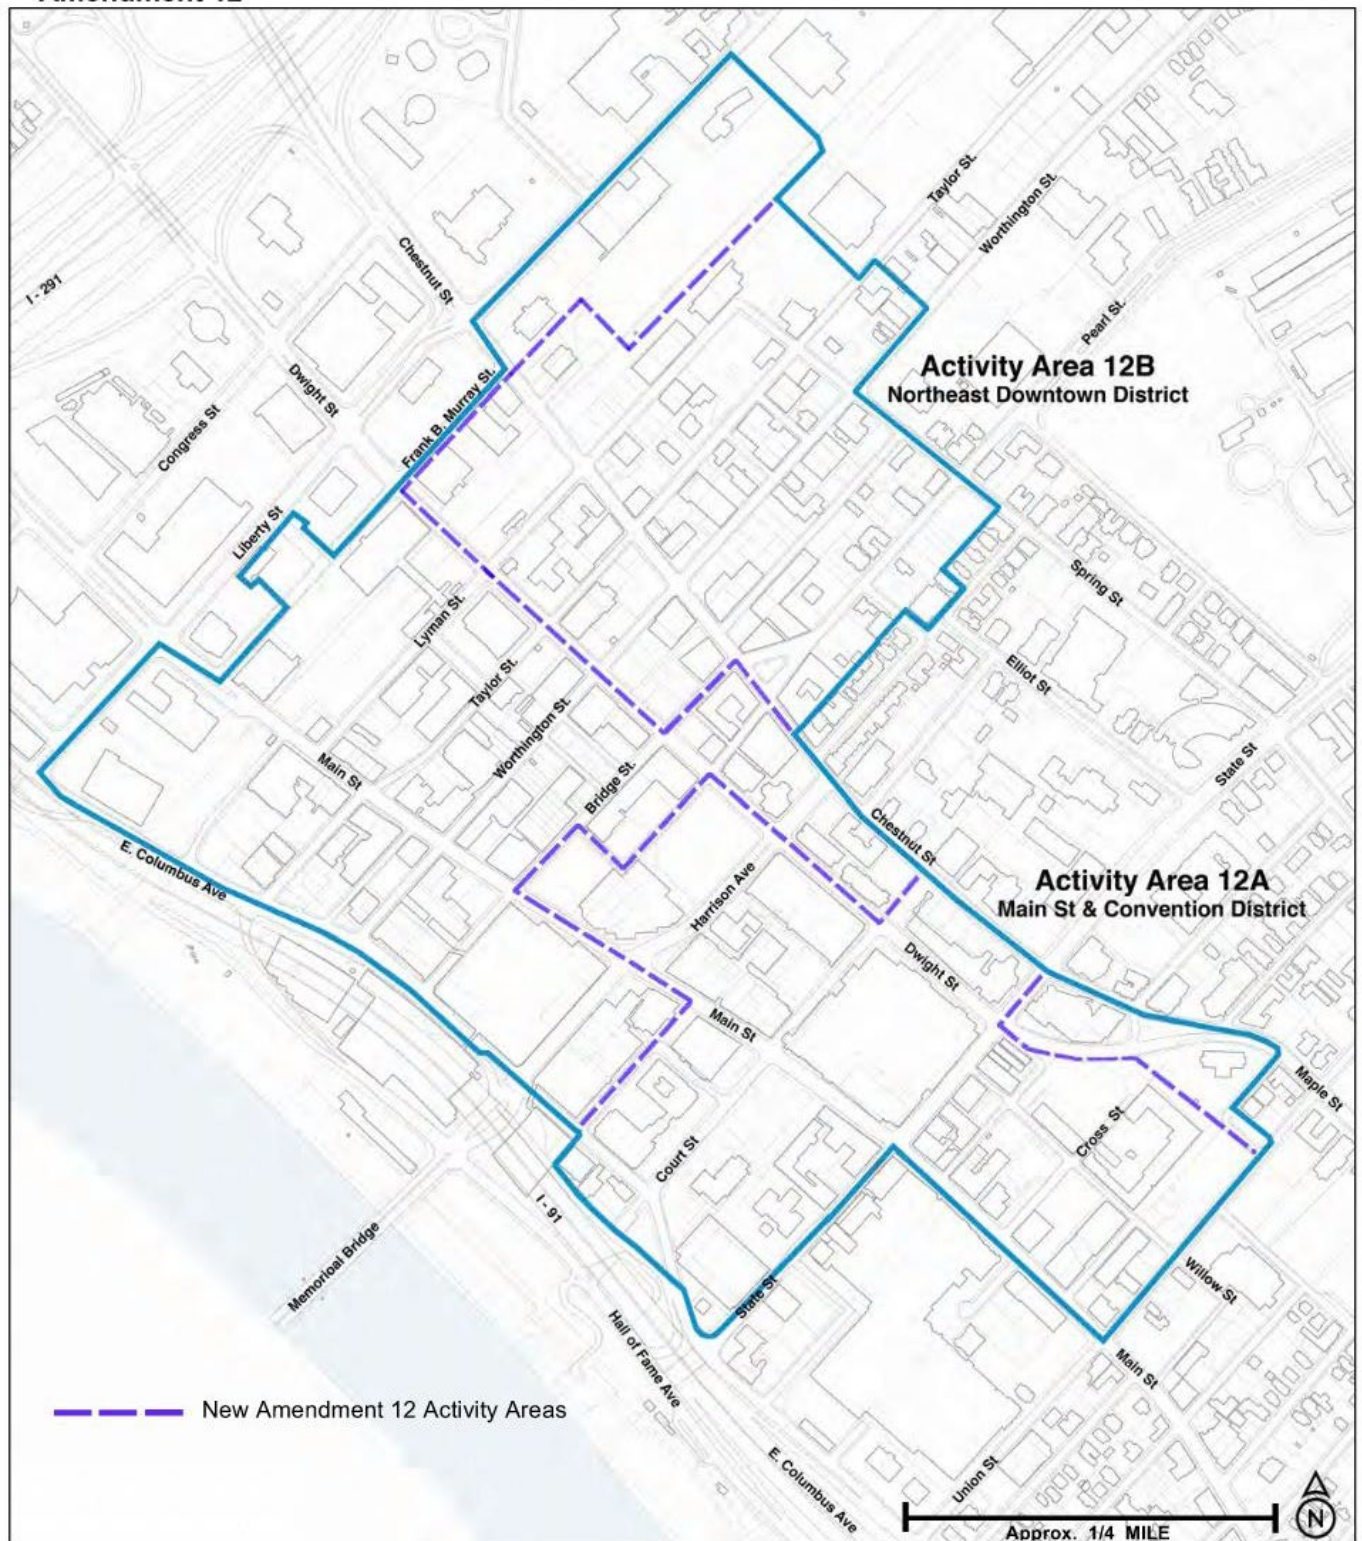 Amendment 12
Taylor St.
Worthington St.
Chestnut St
I - 291
Pearl St.
Activity Area 12B
Northeast Downtown District
Dwight St
Frank B. Murray St.
Congress St
Liberty St
Spring St
Lyman St.
Elliot St
Taylor St.
Worthington St.
State St
Main St
Bridge St.
Chestnut St
E. Columbus Ave
Harrison Ave
Activity Area 12A
Main St & Convention District
Dwight St
Main St
Maple St
Cross St
Court St
I - 91
Memorioal Bridge
Willow St
State St
Hall of Fame Ave
Main St
New Amendment 12 Activity Areas
E. Columbus Ave
Union St
N
Approx. 1/4 MILE